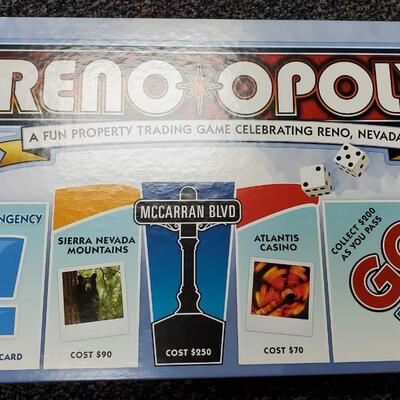 RENO OPOLY
A FUN PROPERTY TRADING GAME CELEBRATING RENO, NEVADA
NGENCY
CARD
SIERRA NEVADA
MOUNTAINS
COST $90
MCCARRAN BLVD
COST $250
ATLANTIS
CASINO
COST $70
COLLECT $200
AS YOU PASS
GO